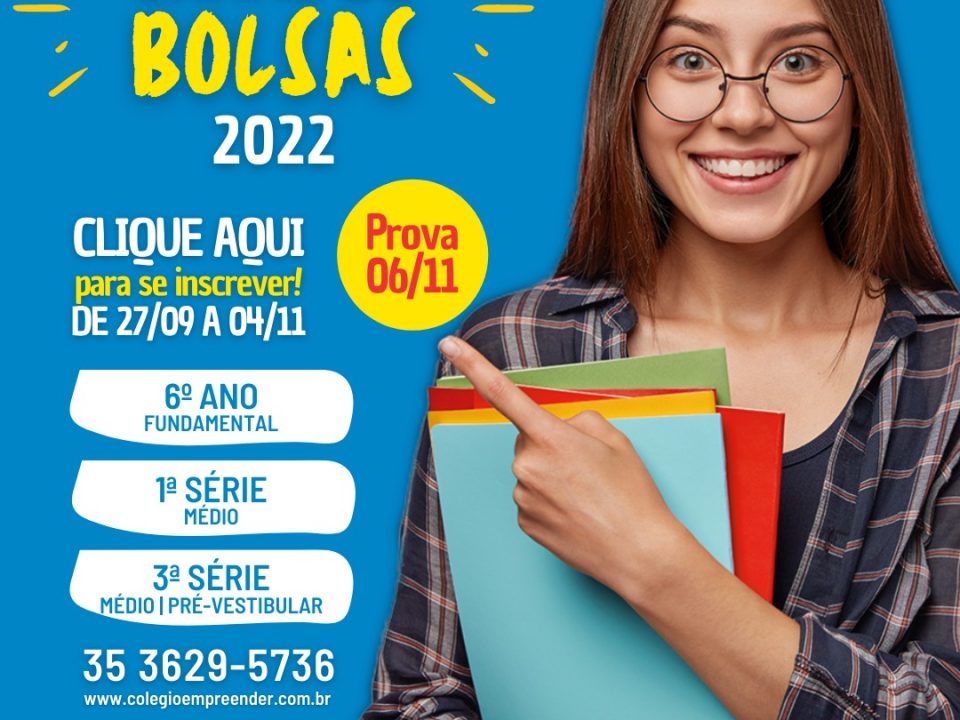 BOLSAS
2022
CLIQUE AQUI
para se inscrever!
DE 27/09 A 04/11
Prova
06/11
6º ANO
FUNDAMENTAL
1ª SÉRIE
MÉDIO
3ª SÉRIE
MÉDIO | PRÉ-VESTIBULAR
35 3629-5736
www.colegioempreender.com.br